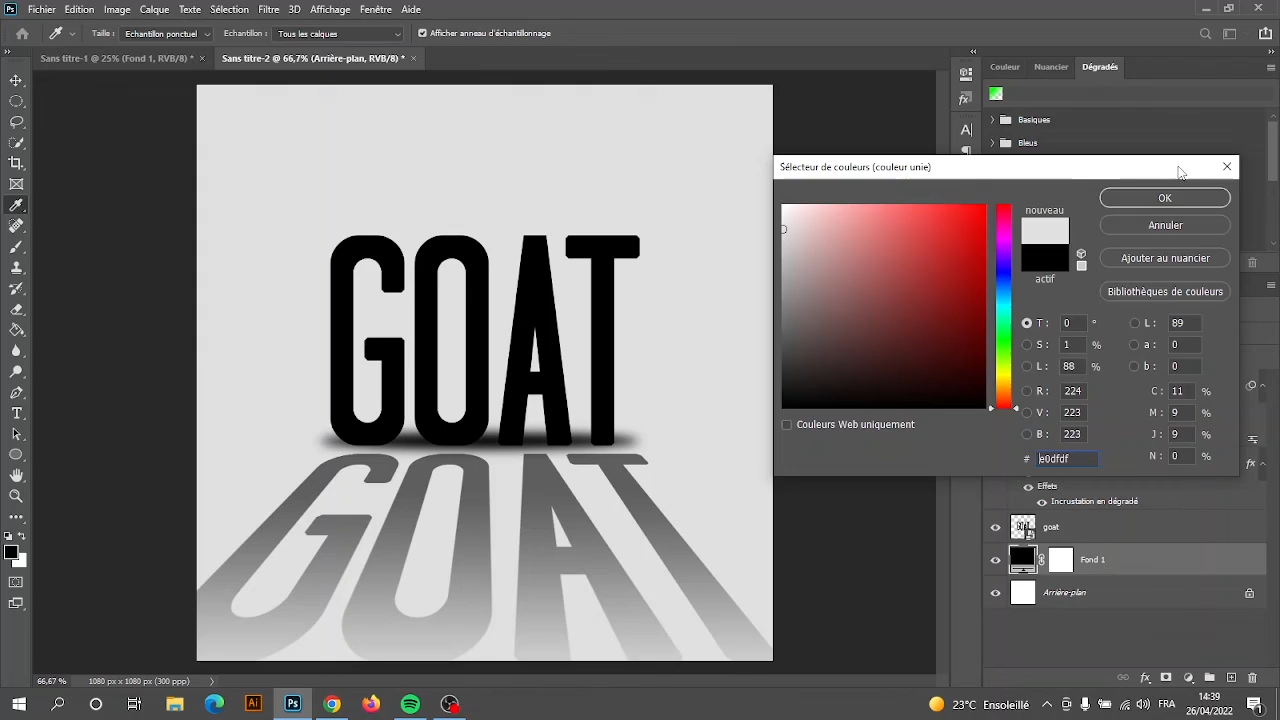 Fichier Edition Image Calque Texte Sélection Filtre 3D Affichage Fenêtre Aide
Taille : Echantillon ponctuel Echantillon : Tous les calques Afficher anneau d'échantillonnage
Sans titre-1 @ 25% (Fond 1, RVB/8) * × Sans titre-2 @ 66,7% (Arrière-plan, RVB/8) * ×
Couleur Nuancier Dégradés
Basiques
Bleus
Sélecteur de couleurs (couleur unie)
nouveau
actif
OK
Annuler
Ajouter au nuancier
Bibliothèques de couleurs
T : 0 ° L : 89
S : 1 % a : 0
L : 88 % b : 0
R : 224 C : 11 %
V : 223 M : 9 %
B : 223 J : 9 %
# e0dfdf N : 0 %
Couleurs Web uniquement
GOAT
GOAT
Effets
Incrustation en dégradé
goat
Fond 1
Arrière-plan
66,67 % 1080 px x 1080 px (300 ppp)
Ai Ps
23°C Ensoleillé FRA 14:39
26/04/2022